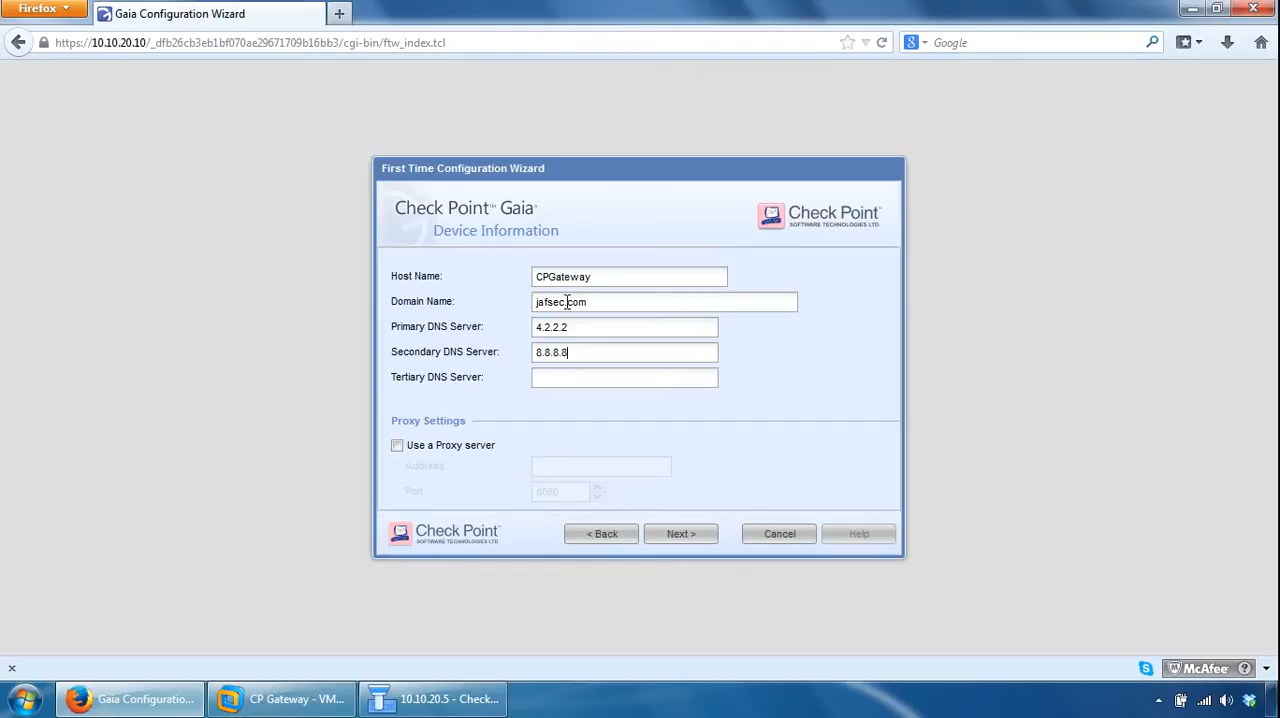 Firefox
Gaia Configuration Wizard
https://10.10.20.10/_dfb26cb3eb1bf070ae29671709b16bb3/cgi-bin/ftw_index.tcl
Google
First Time Configuration Wizard
Check Point™ Gaia
Device Information
Check Point
SOFTWARE TECHNOLOGIES LTD.
Host Name:
CPGateway
Domain Name:
jafsec.com
Primary DNS Server:
4.2.2.2
Secondary DNS Server:
8.8.8.8
Tertiary DNS Server:
Proxy Settings
Use a Proxy server
Address:
Port:
8080
Check Point
SOFTWARE TECHNOLOGIES LTD.
< Back
Next >
Cancel
Help
McAfee
Gaia Configuratio...
CP Gateway - VM...
10.10.20.5 - Check...